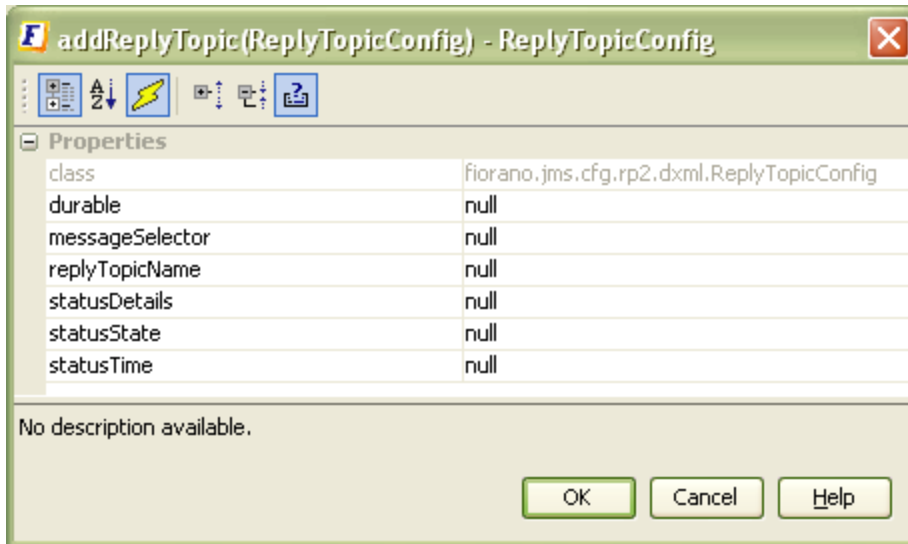 F addReplyTopic(ReplyTopicConfig) - ReplyTopicConfig
A Z
Properties
class fiorano.jms.cfg.rp2.dxml.ReplyTopicConfig
durable null
messageSelector null
replyTopicName null
statusDetails null
statusState null
statusTime null
No description available.
OK Cancel Help